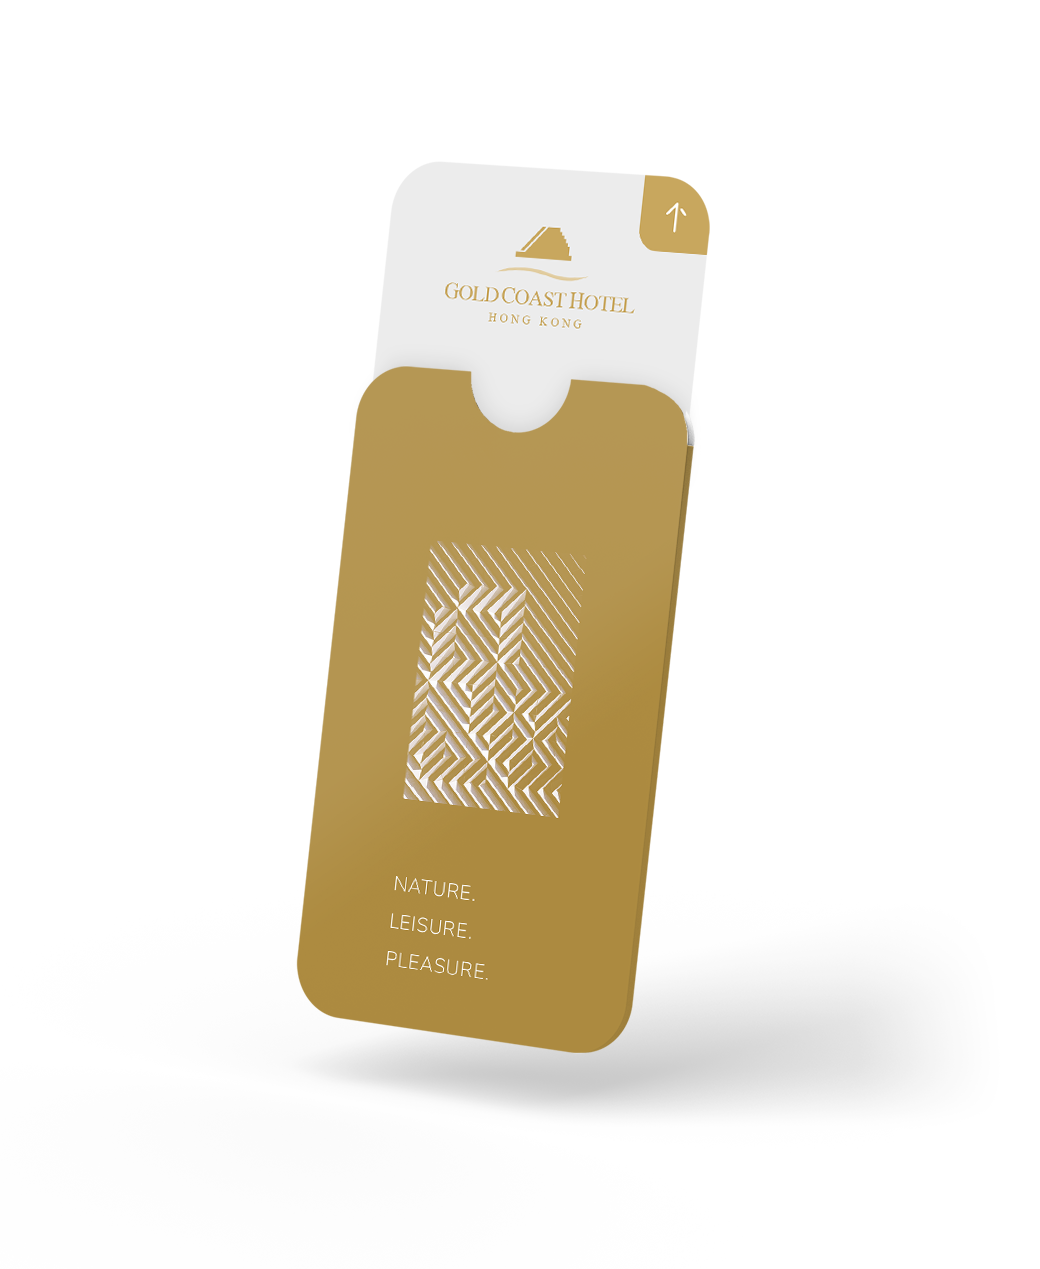 GOLD COAST HOTEL
HONG KONG
NATURE.
LEISURE.
PLEASURE.